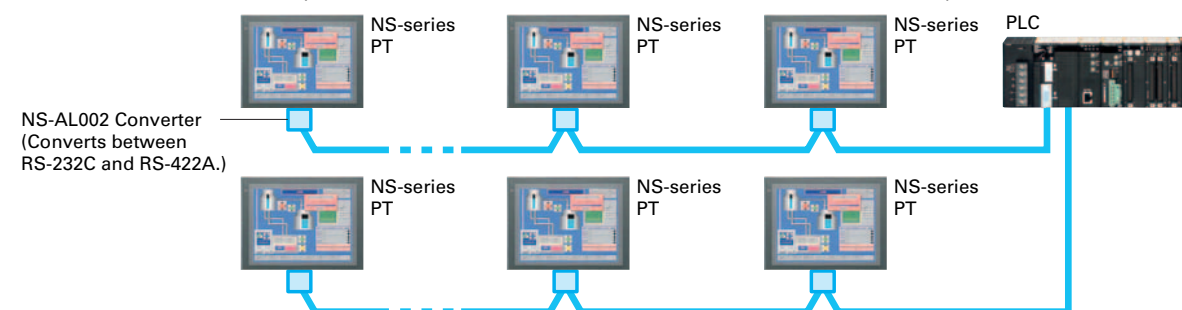 NS-series
PT
NS-series
PT
NS-series
PT
PLC
NS-AL002 Converter
(Converts between
RS-232C and RS-422A.)
NS-series
PT
NS-series
PT
NS-series
PT